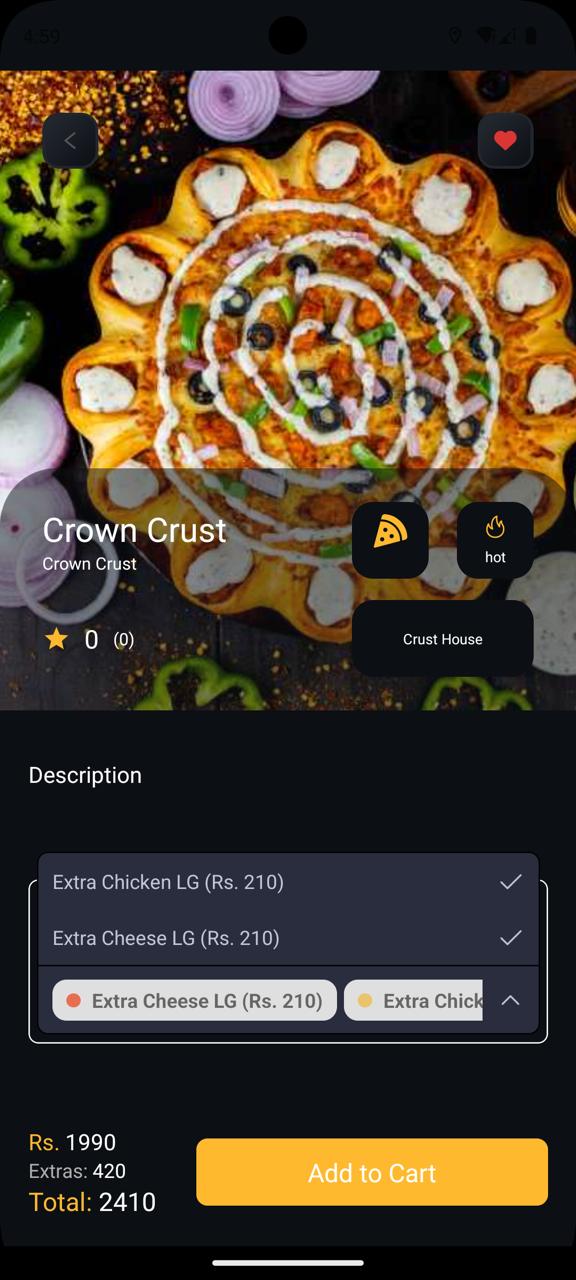 4:59
Crown Crust
Crown Crust
hot
0 (0)
Crust House
Description
Extra Chicken LG (Rs. 210)
Extra Cheese LG (Rs. 210)
Extra Cheese LG (Rs. 210) Extra Chick
Rs. 1990
Extras: 420
Total: 2410
Add to Cart